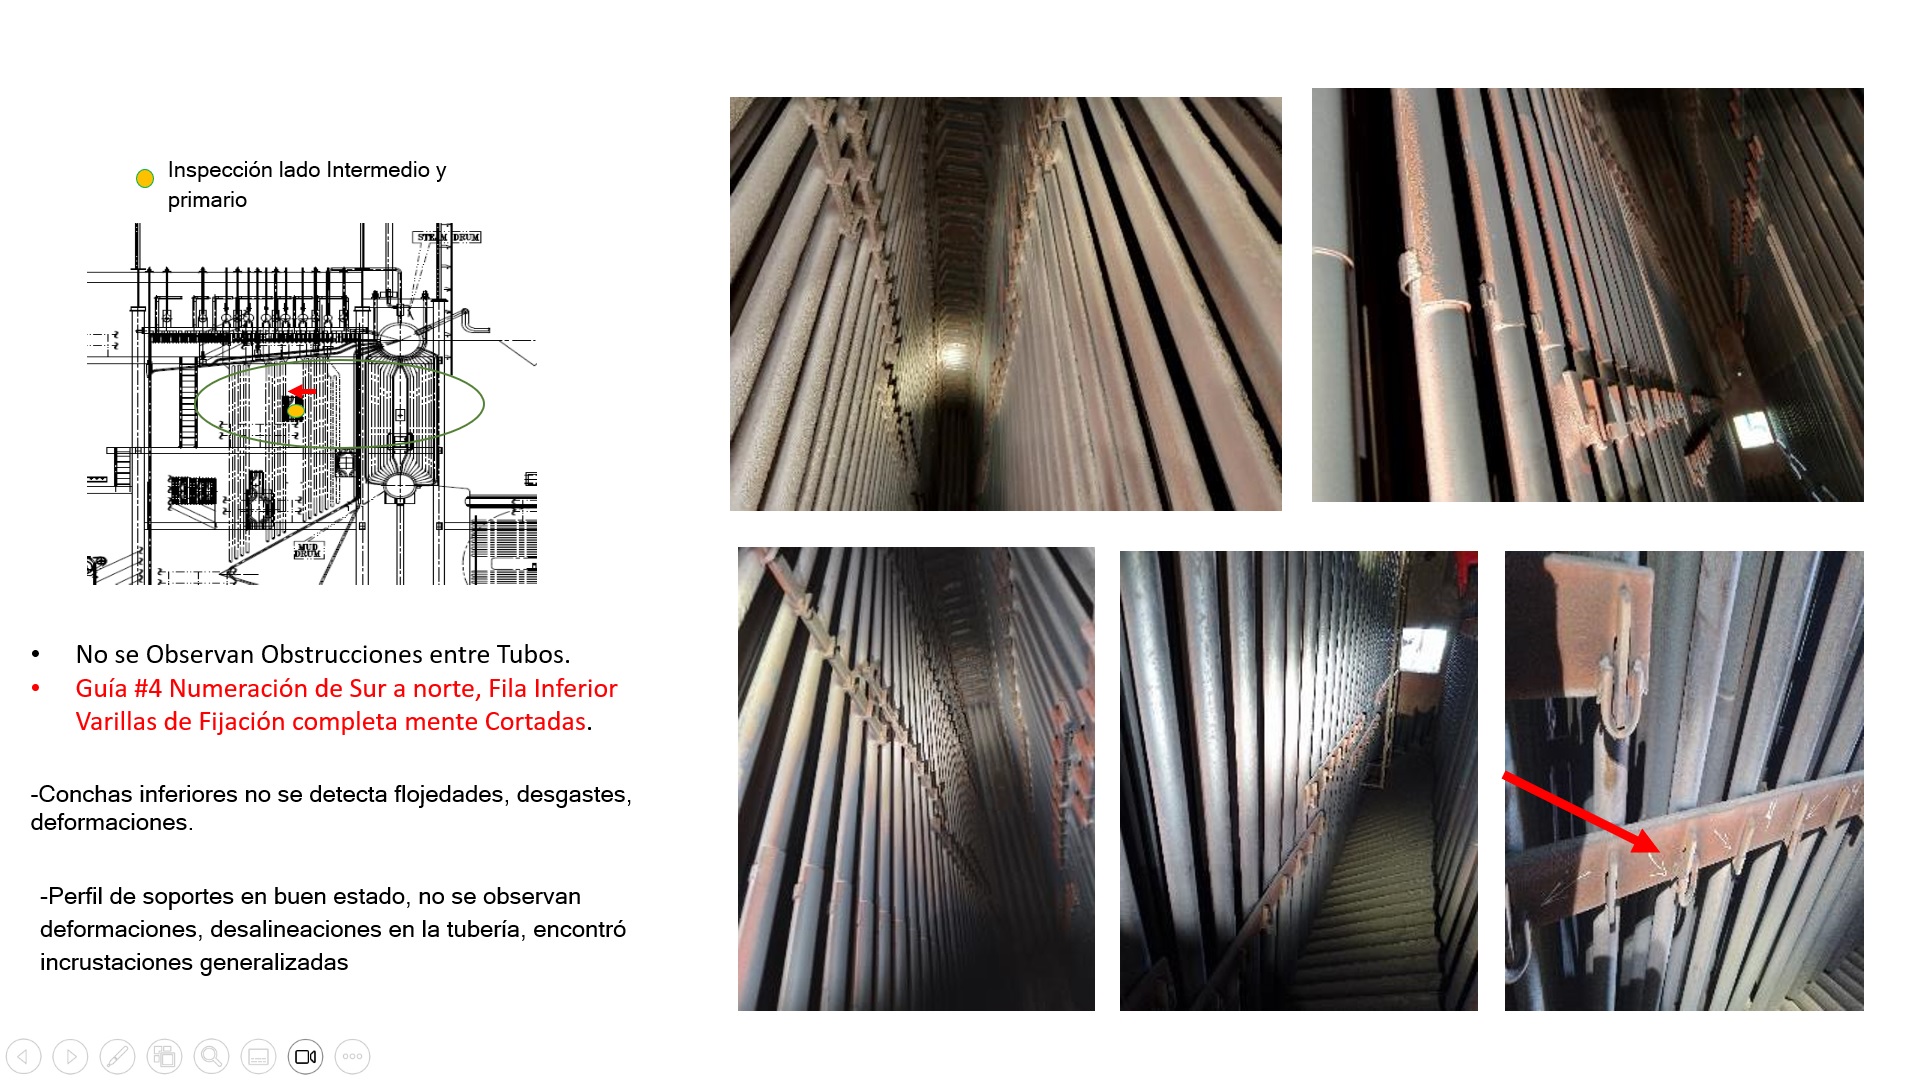 Inspección lado Intermedio y
primario
STEAM DRUM
MUD
DRUM
• No se Observan Obstrucciones entre Tubos.
• Guía #4 Numeración de Sur a norte, Fila Inferior
Varillas de Fijación completa mente Cortadas.
-Conchas inferiores no se detecta flojedades, desgastes,
deformaciones.
-Perfil de soportes en buen estado, no se observan
deformaciones, desalineaciones en la tubería, encontró
incrustaciones generalizadas